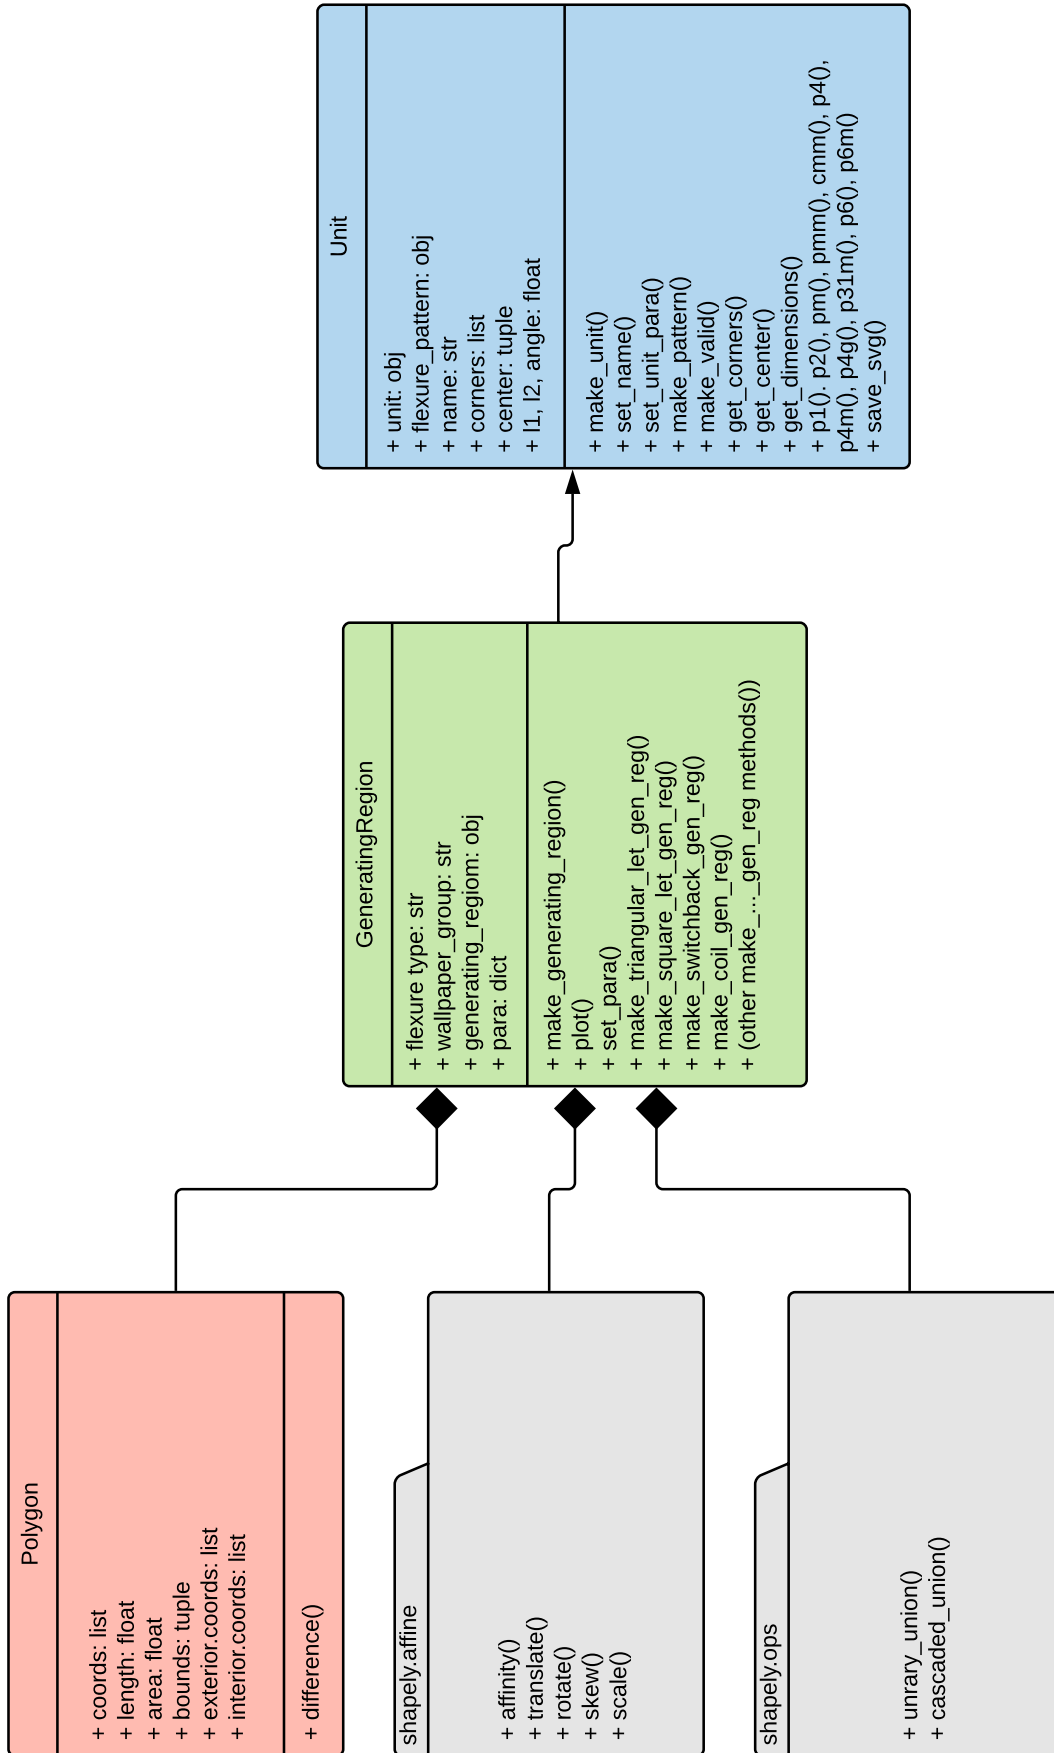 Polygon
+ coords: list
+ length: float
+ area: float
+ bounds: tuple
+ exterior.coords: list
+ interior.coords: list
+ difference()
shapely.affine
+ affinity()
+ translate()
+ rotate()
+ skew()
+ scale()
shapely.ops
+ unrary_union()
+ cascaded_union()
GeneratingRegion
+ flexure type: str
+ wallpaper_group: str
+ generating_regiom: obj
+ para: dict
+ make_generating_region()
+ plot()
+ set_para()
+ make_triangular_let_gen_reg()
+ make_square_let_gen_reg()
+ make_switchback_gen_reg()
+ make_coil_gen_reg()
+ (other make_..._gen_reg methods())
Unit
+ unit: obj
+ flexure_pattern: obj
+ name: str
+ corners: list
+ center: tuple
+ l1, l2, angle: float
+ make_unit()
+ set_name()
+ set_unit_para()
+ make_pattern()
+ make_valid()
+ get_corners()
+ get_center()
+ get_dimensions()
+ p1(). p2(), pm(), pmm(), cmm(), p4(),
p4m(), p4g(), p31m(), p6(), p6m()
+ save_svg()